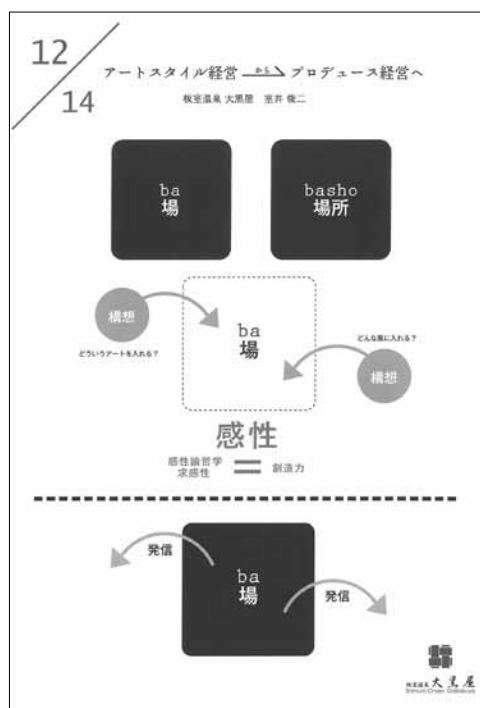 12
14
アートスタイル経営 から プロデュース経営へ
板室温泉 大黒屋 室井 俊二
ba
場
basho
場所
構想
どういうアートを入れる？
ba
場
どんな風に入れる？
構想
感性
感性論哲学
求感性
創造力
発信
ba
場
発信
板室温泉 大黒屋